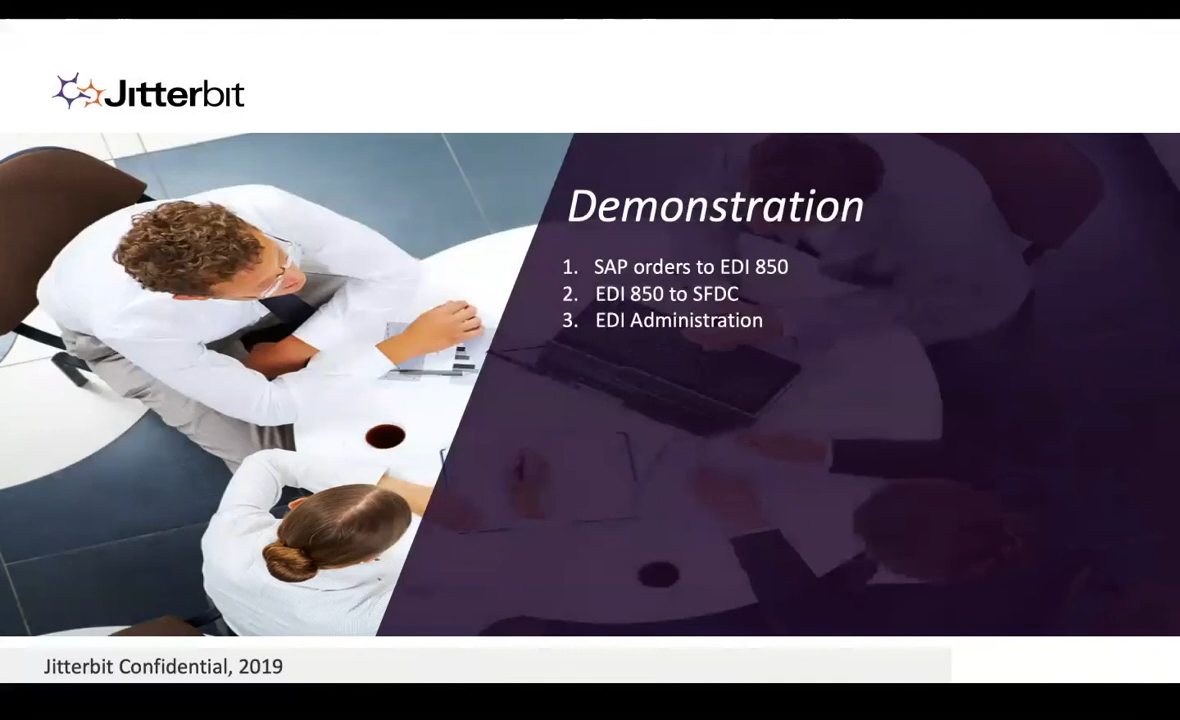 Jitterbit
Demonstration
1. SAP orders to EDI 850
2. EDI 850 to SFDC
3. EDI Administration
Jitterbit Confidential, 2019